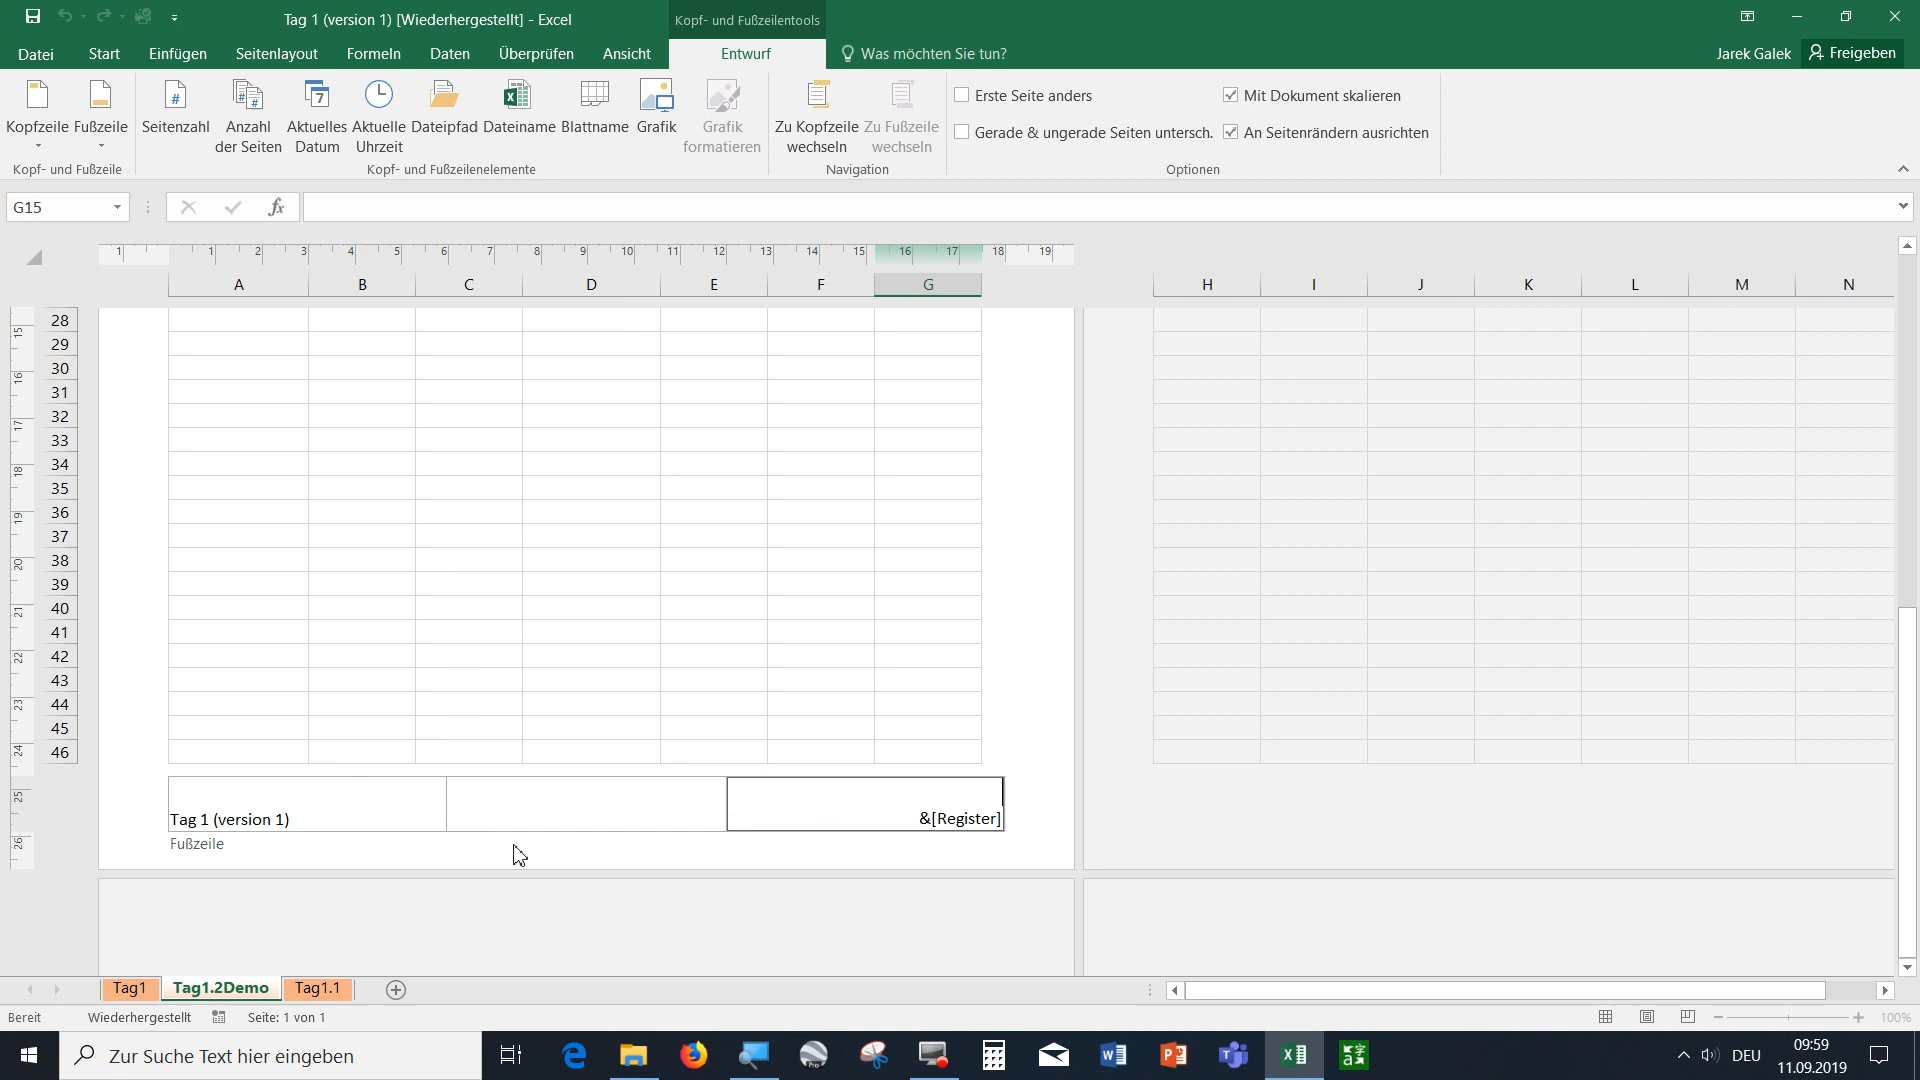 Tag 1 (version 1) [Wiederhergestellt] - Excel
Kopf- und Fußzeilentools
Datei Start Einfügen Seitenlayout Formeln Daten Überprüfen Ansicht Entwurf Was möchten Sie tun? Jarek Galek Freigeben
Kopfzeile Fußzeile Seitenzahl Anzahl der Seiten Aktuelles Datum Aktuelle Uhrzeit Dateipfad Dateiname Blattname Grafik Grafik formatieren Zu Kopfzeile wechseln Zu Fußzeile wechseln
Erste Seite anders Mit Dokument skalieren
Gerade & ungerade Seiten untersch. An Seitenrändern ausrichten
Kopf- und Fußzeile Kopf- und Fußzeilenelemente Navigation Optionen
G15 fx
1 1 2 3 4 5 6 7 8 9 10 11 12 13 14 15 16 17 18 19
A B C D E F G H I J K L M N
28
29
30
31
32
33
34
35
36
37
38
39
40
41
42
43
44
45
46
15
16
17
18
19
20
21
22
23
24
25
26
Tag 1 (version 1) &[Register]
Fußzeile
Tag1 Tag1.2Demo Tag1.1
Bereit Wiederhergestellt Seite: 1 von 1 100%
Zur Suche Text hier eingeben
DEU 09:59
11.09.2019